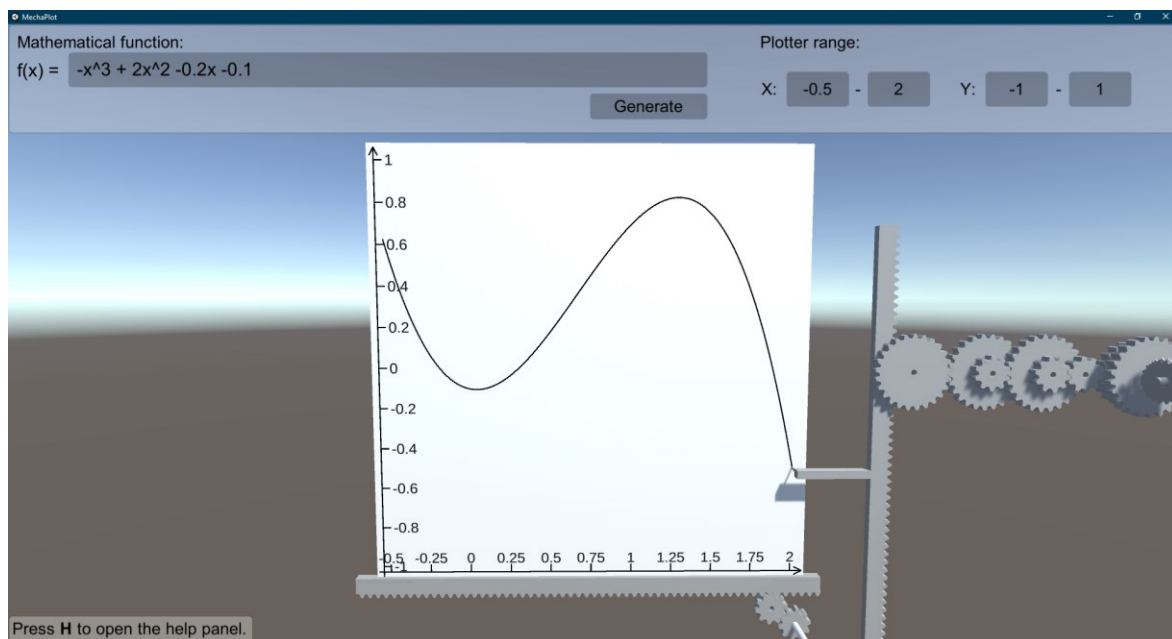 MechaPlot
Mathematical function:
f(x) = -x^3 + 2x^2 -0.2x -0.1
Generate
Plotter range:
X: -0.5 - 2 Y: -1 - 1
1
0.8
0.6
0.4
0.2
0
-0.2
-0.4
-0.6
-0.8
-1
-0.5 -0.25 0 0.25 0.5 0.75 1 1.25 1.5 1.75 2
Press H to open the help panel.